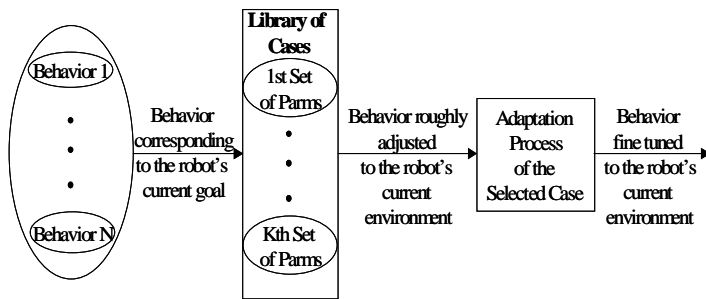 Behavior 1
Behavior N
Behavior
corresponding
to the robot's
current goal
Library of
Cases
1st Set
of Parms
Kth Set
of Parms
Behavior roughly
adjusted
to the robot's
current
environment
Adaptation
Process
of the
Selected Case
Behavior
fine tuned
to the robot's
current
environment